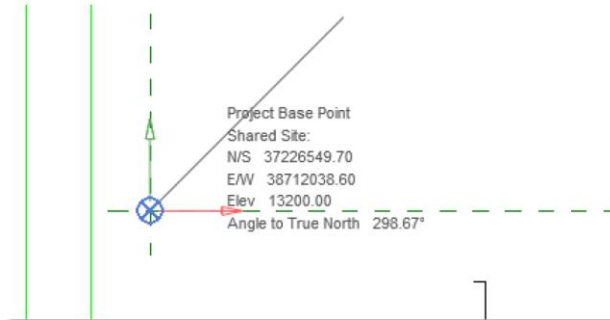 Project Base Point
Shared Site:
N/S 37226549.70
E/W 38712038.60
Elev 13200.00
Angle to True North 298.67°